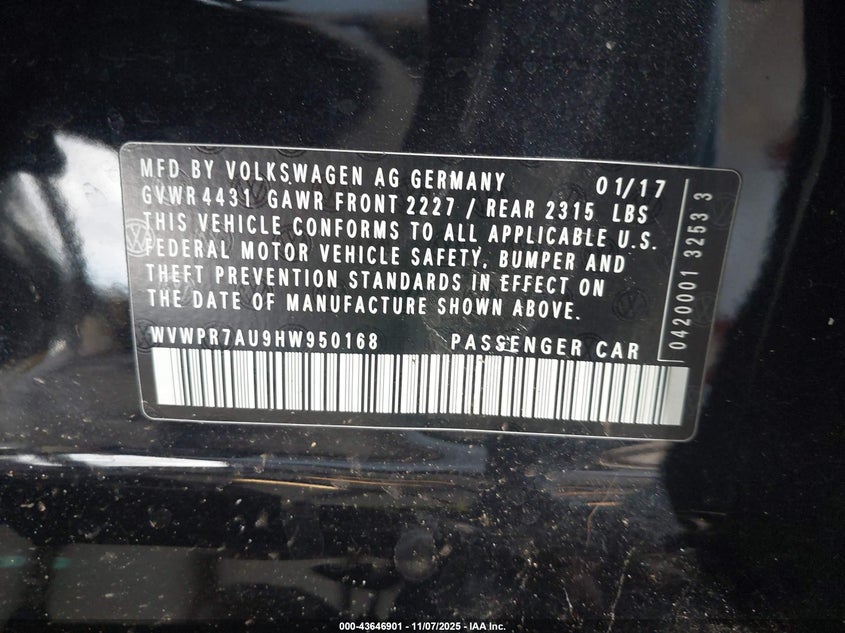 MFD BY VOLKSWAGEN AG GERMANY 01/17
GVWR 4431 GAWR FRONT 2227 / REAR 2315 LBS
THIS VEHICLE CONFORMS TO ALL APPLICABLE U.S.
FEDERAL MOTOR VEHICLE SAFETY, BUMPER AND
THEFT PREVENTION STANDARDS IN EFFECT ON
THE DATE OF MANUFACTURE SHOWN ABOVE.
WVWPR7AU9HW950168 PASSENGER CAR
0420001 3253 3
000-43646901 - 11/07/2025 - IAA Inc.